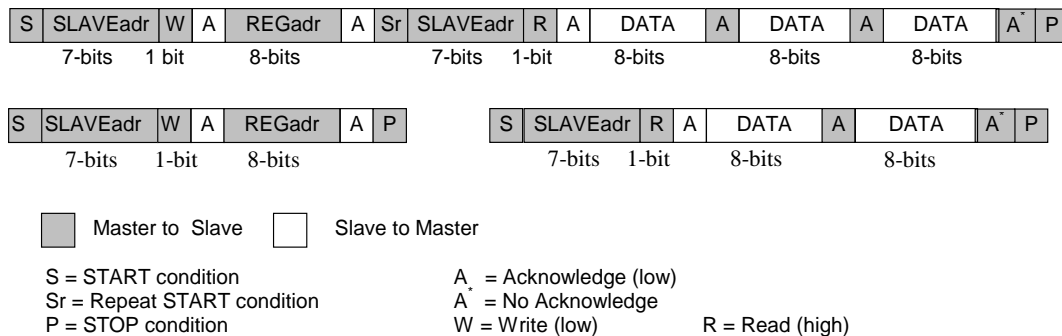 S SLAVEadr W A REGadr A Sr SLAVEadr R A DATA A DATA A DATA A* P
7-bits 1 bit 8-bits 7-bits 1-bit 8-bits 8-bits 8-bits
S SLAVEadr W A REGadr A P S SLAVEadr R A DATA A DATA A* P
7-bits 1-bit 8-bits 7-bits 1-bit 8-bits 8-bits
Master to Slave Slave to Master
S = START condition A = Acknowledge (low)
Sr = Repeat START condition A* = No Acknowledge
P = STOP condition W = Write (low) R = Read (high)